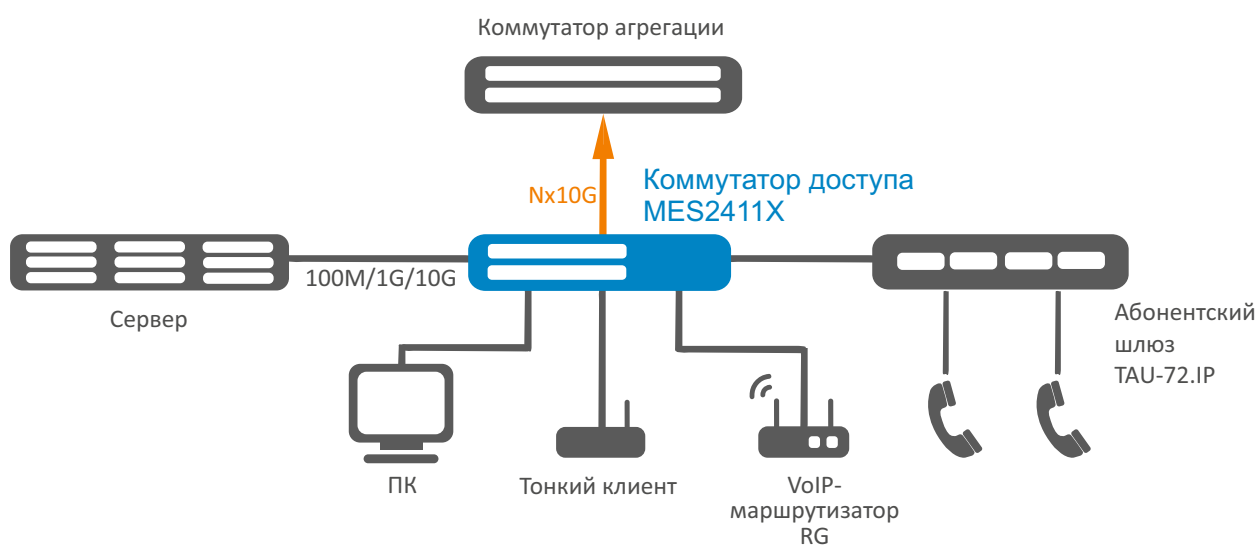 Коммутатор агрегации
Nx10G
Коммутатор доступа
MES2411X
100M/1G/10G
Сервер
Абонентский
шлюз
TAU-72.IP
ПК
Тонкий клиент
VoIP-
маршрутизатор
RG